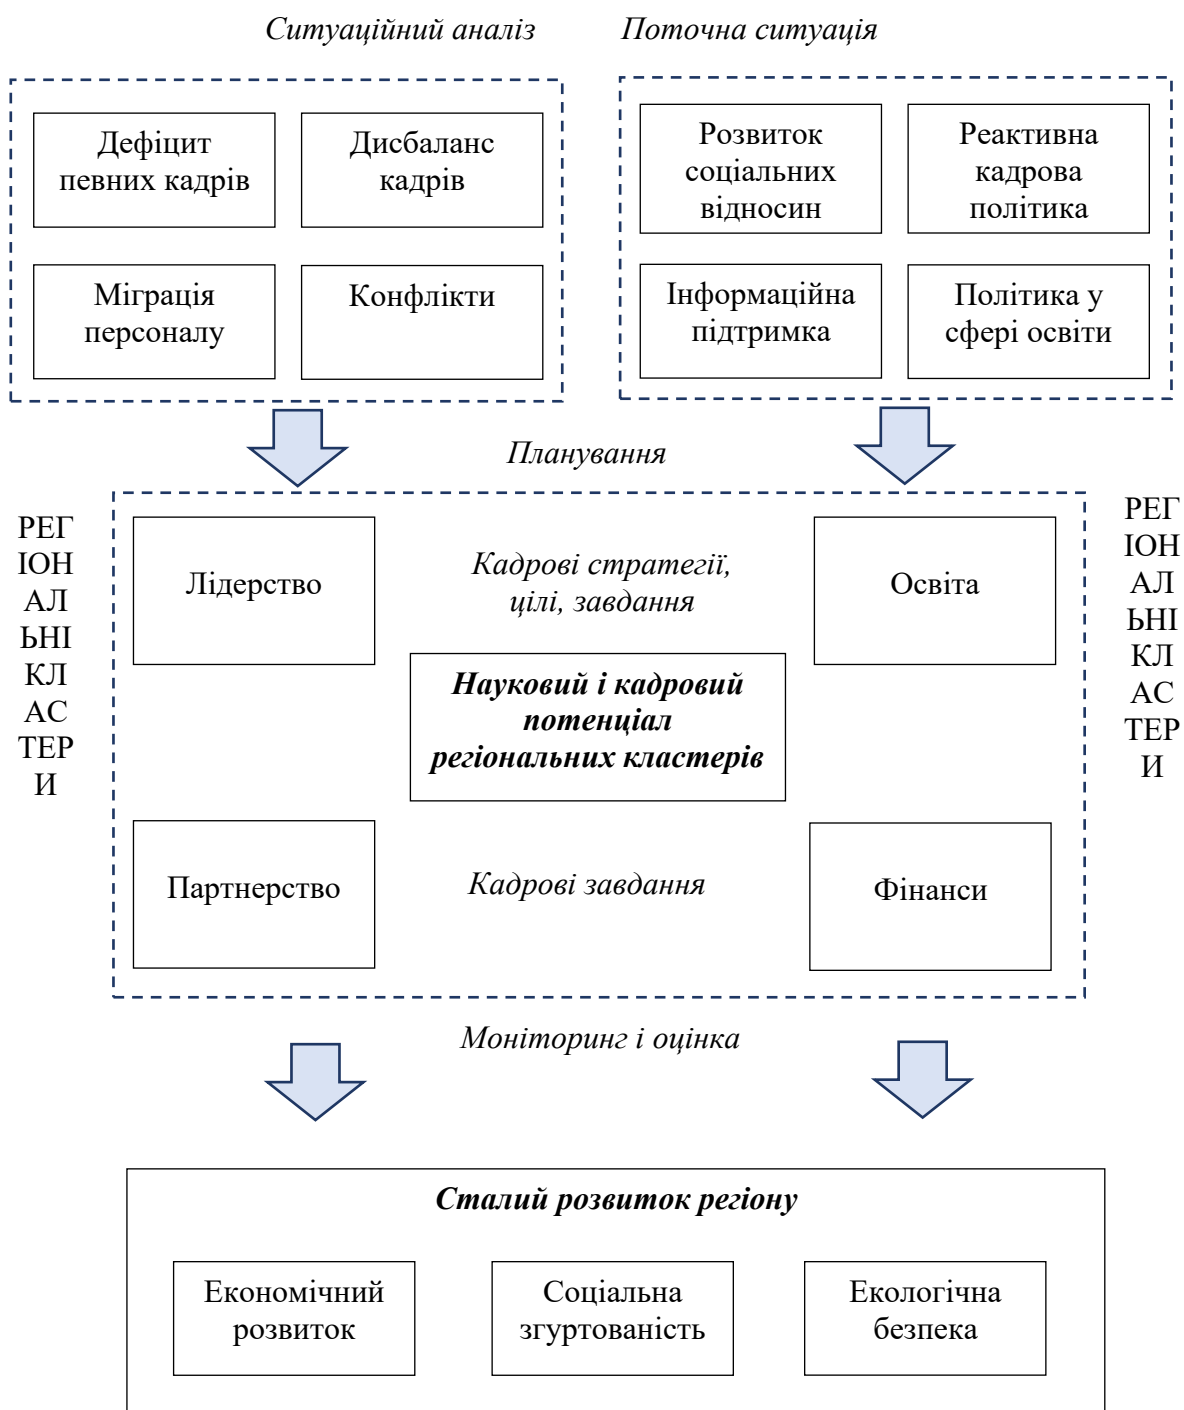 Ситуаційний аналіз
Поточна ситуація
Дефіцит
певних кадрів
Дисбаланс
кадрів
Міграція
персоналу
Конфлікти
Розвиток
соціальних
відносин
Реактивна
кадрова
політика
Інформаційна
підтримка
Політика у
сфері освіти
Планування
РЕГ
ІОН
АЛ
ЬНІ
КЛ
АС
ТЕР
И
Лідерство
Кадрові стратегії,
цілі, завдання
Освіта
Науковий і кадровий
потенціал
регіональних кластерів
Партнерство
Кадрові завдання
Фінанси
РЕГ
ІОН
АЛ
ЬНІ
КЛ
АС
ТЕР
И
Моніторинг і оцінка
Сталий розвиток регіону
Економічний
розвиток
Соціальна
згуртованість
Екологічна
безпека